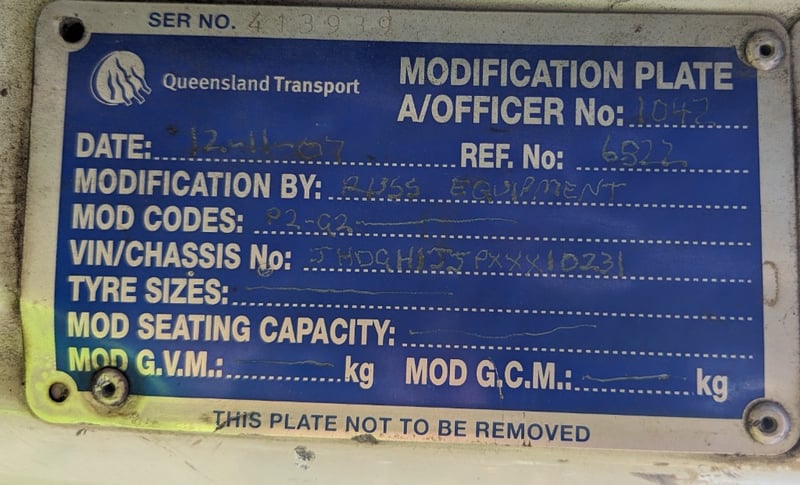 SER NO. 413939
Queensland Transport
MODIFICATION PLATE
A/OFFICER No: 1042
DATE: 12-11-07 REF. No: 6522
MODIFICATION BY: RUSS EQUIPMENT
MOD CODES: P2-G2
VIN/CHASSIS No: JHDGH1JJPXXX10231
TYRE SIZES:
MOD SEATING CAPACITY:
MOD G.V.M.: kg MOD G.C.M.: kg
THIS PLATE NOT TO BE REMOVED